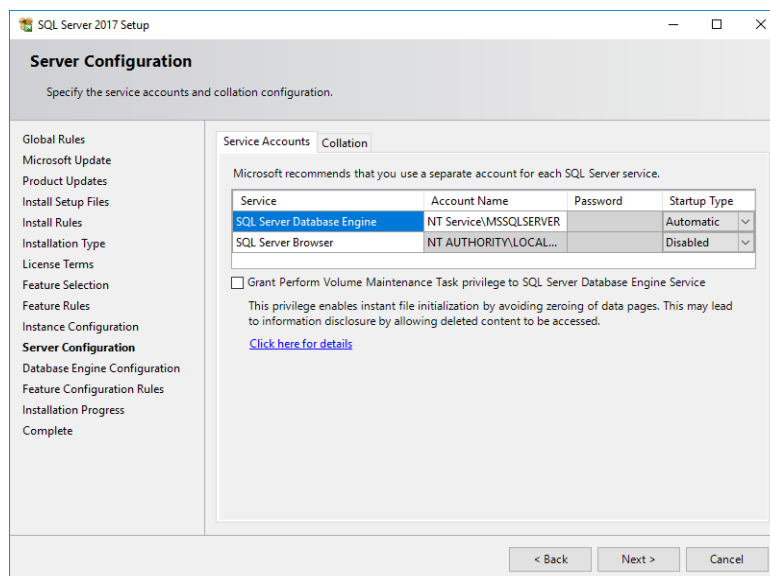 SQL Server 2017 Setup
Server Configuration
Specify the service accounts and collation configuration.
Global Rules
Microsoft Update
Product Updates
Install Setup Files
Install Rules
Installation Type
License Terms
Feature Selection
Feature Rules
Instance Configuration
Server Configuration
Database Engine Configuration
Feature Configuration Rules
Installation Progress
Complete
Service Accounts Collation
Microsoft recommends that you use a separate account for each SQL Server service.
Service Account Name Password Startup Type
SQL Server Database Engine NT Service\MSSQLSERVER Automatic
SQL Server Browser NT AUTHORITY\LOCAL... Disabled
Grant Perform Volume Maintenance Task privilege to SQL Server Database Engine Service
This privilege enables instant file initialization by avoiding zeroing of data pages. This may lead
to information disclosure by allowing deleted content to be accessed.
Click here for details
< Back Next > Cancel